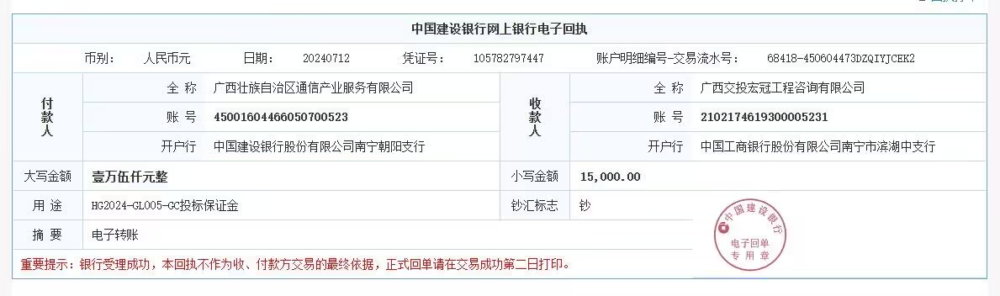 中国建设银行网上银行电子回执
币别： 人民币元 日期： 20240712 凭证号： 105782797447 账户明细编号-交易流水号： 68418-450604473DZQIYJCEK2
付款人 全 称 广西壮族自治区通信产业服务有限公司 收款人 全 称 广西交投宏冠工程咨询有限公司
账 号 45001604466050700523 账 号 2102174619300005231
开户行 中国建设银行股份有限公司南宁朝阳支行 开户行 中国工商银行股份有限公司南宁市滨湖中支行
大写金额 壹万伍仟元整 小写金额 15,000.00
用 途 HG2024-GL005-GC投标保证金 钞汇标志 钞
摘 要 电子转账
中国建设银行
电子回单
专用章
重要提示：银行受理成功，本回执不作为收、付款方交易的最终依据，正式回单请在交易成功第二日打印。